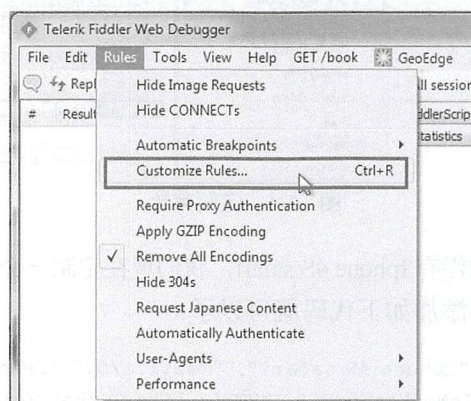 Telerik Fiddler Web Debugger
File Edit Rules Tools View Help GET /book GeoEdge
Repl
Hide Image Requests
ll session
# Result
Hide CONNECTs
ddlerScrip
tatistics
Automatic Breakpoints
Customize Rules... Ctrl+R
Require Proxy Authentication
Apply GZIP Encoding
Remove All Encodings
Hide 304s
Request Japanese Content
Automatically Authenticate
User-Agents
Performance